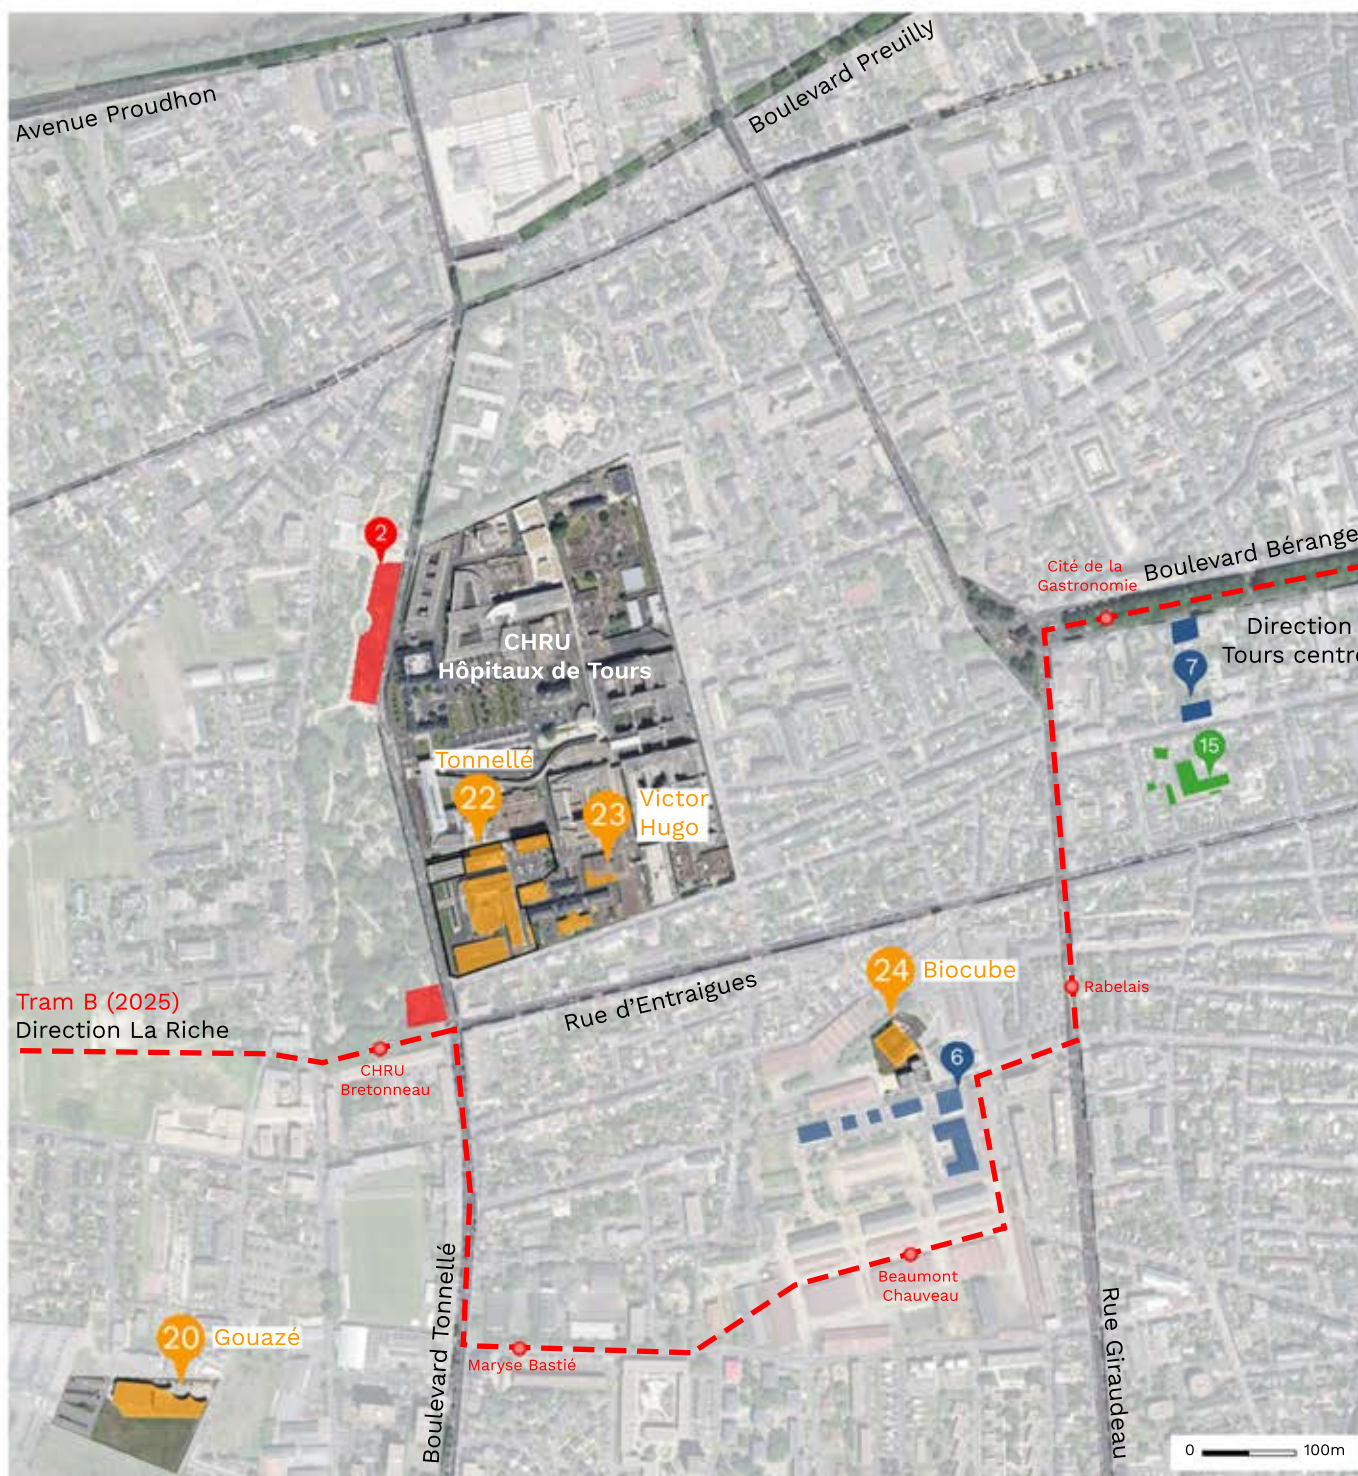 Avenue Proudhon
Boulevard Preuilly
2
Cité de la
Gastronomie
Boulevard Bérange
CHRU
Hôpitaux de Tours
Direction
Tours centre
7
15
Tonnellé
22
23
Victor
Hugo
24
Biocube
Rue d'Entraigues
Rabelais
Tram B (2025)
Direction La Riche
CHRU
Bretonneau
6
Beaumont
Chauveau
Boulevard Tonnellé
Maryse Bastié
Rue Giraudeau
20
Gouazé
0
100m